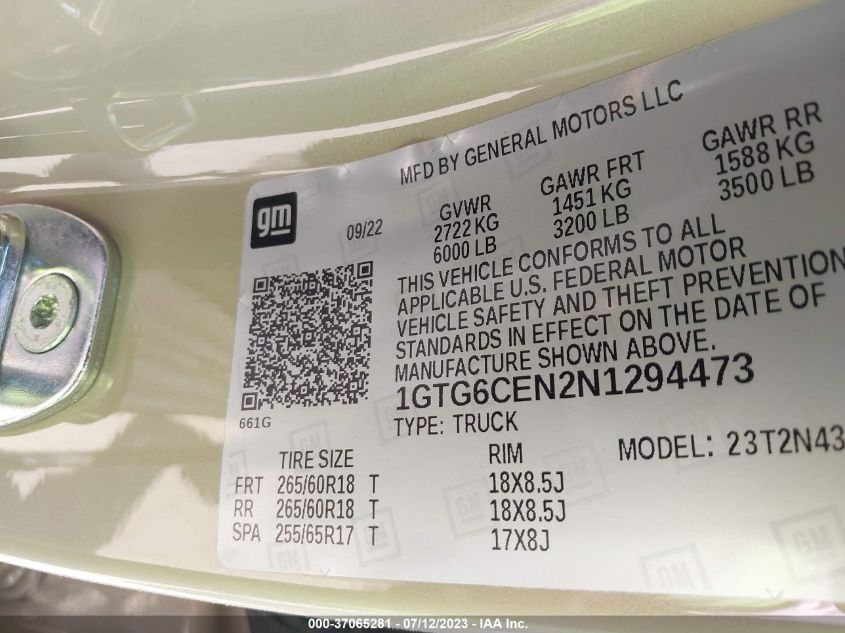 MFD BY GENERAL MOTORS LLC
gm
09/22
GVWR
2722 KG
6000 LB
GAWR FRT
1451 KG
3200 LB
GAWR RR
1588 KG
3500 LB
THIS VEHICLE CONFORMS TO ALL
APPLICABLE U.S. FEDERAL MOTOR
VEHICLE SAFETY AND THEFT PREVENTION
STANDARDS IN EFFECT ON THE DATE OF
MANUFACTURE SHOWN ABOVE.
1GTG6CEN2N1294473
661G
TYPE: TRUCK
MODEL: 23T2N43
TIRE SIZE RIM
FRT 265/60R18 T 18X8.5J
RR 265/60R18 T 18X8.5J
SPA 255/65R17 T 17X8J
000-37065281 - 07/12/2023 - IAA Inc.